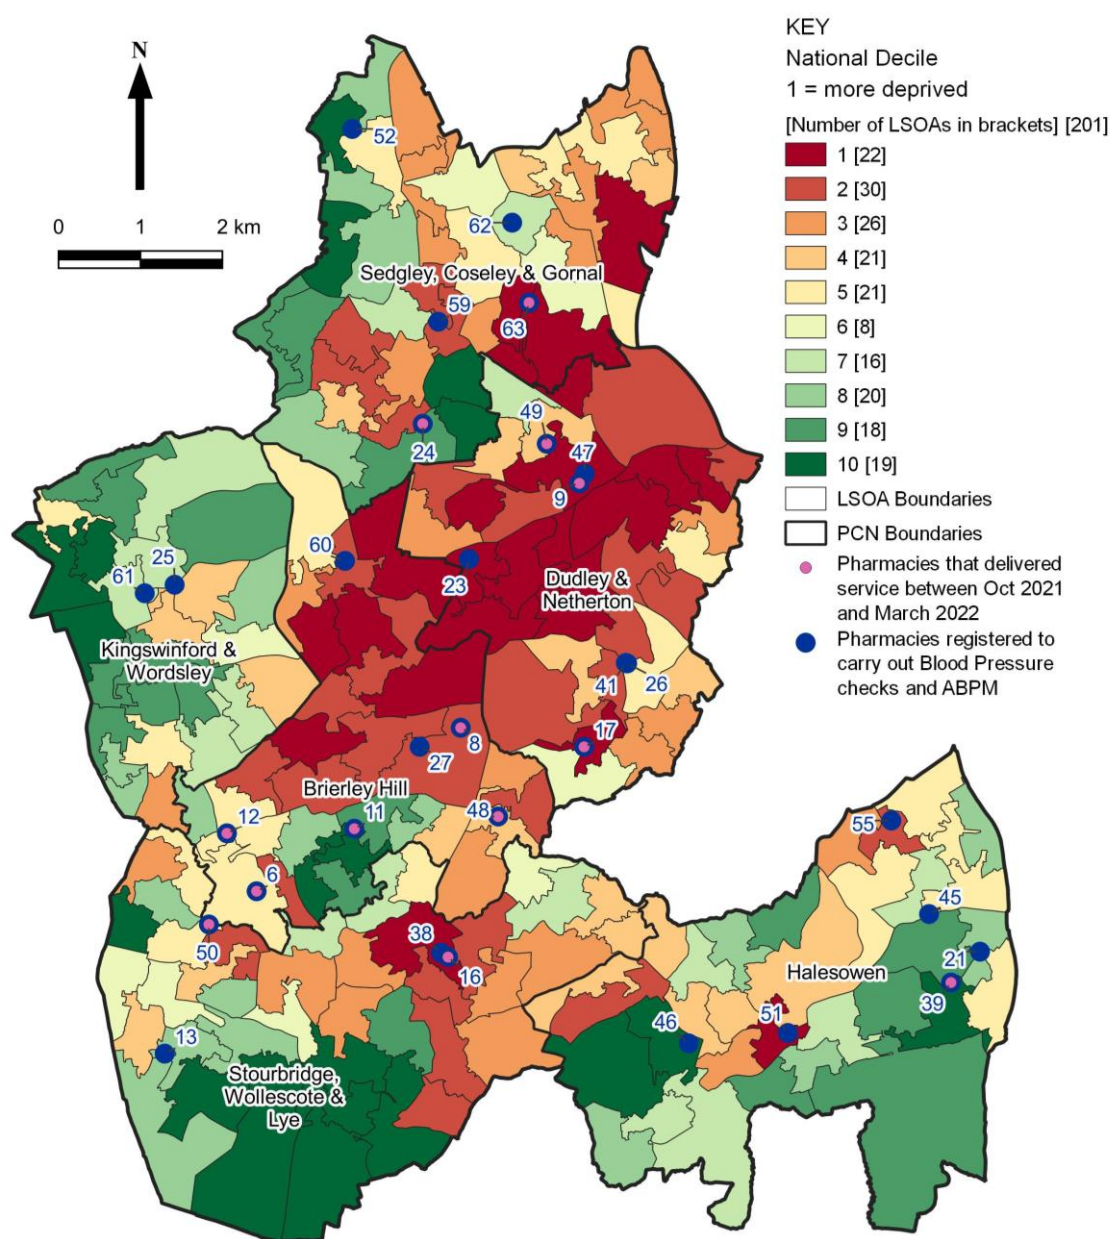 KEY
National Decile
1 = more deprived
[Number of LSOAs in brackets] [201]
1 [22]
2 [30]
3 [26]
4 [21]
5 [21]
6 [8]
7 [16]
8 [20]
9 [18]
10 [19]
LSOA Boundaries
PCN Boundaries
Pharmacies that delivered
service between Oct 2021
and March 2022
Pharmacies registered to
carry out Blood Pressure
checks and ABPM
N
0 1 2 km
52
62
Sedgley, Coseley & Gornal
59
63
49
24
47
9
60
25
61
23
Dudley &
Netherton
Kingswinford &
Wordsley
41
26
17
8
27
Brierley Hill
12
11
48
55
6
45
50
38
16
21
Halesowen
39
46
51
13
Stourbridge,
Wollescote &
Lye